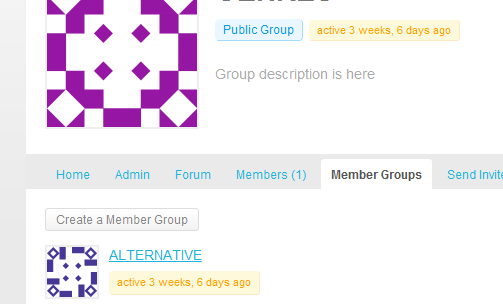 Public Group active 3 weeks, 6 days ago
Group description is here
Home Admin Forum Members (1) Member Groups Send Invite
Create a Member Group
ALTERNATIVE
active 3 weeks, 6 days ago